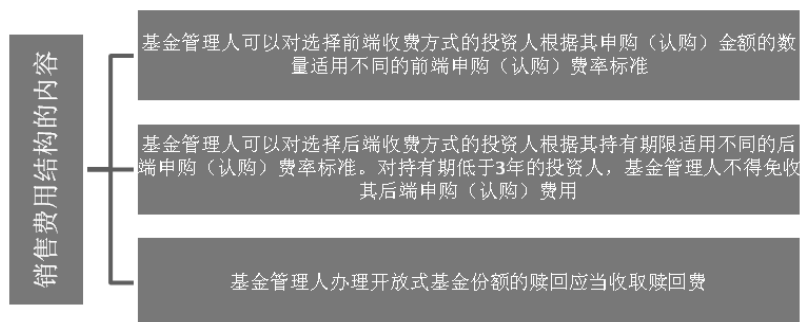 销售费用结构的内容
基金管理人可以对选择前端收费方式的投资人根据其申购（认购）金额的数
量适用不同的前端申购（认购）费率标准
基金管理人可以对选择后端收费方式的投资人根据其持有期限适用不同的后
端申购（认购）费率标准。对持有期低于3年的投资人，基金管理人不得免收
其后端申购（认购）费用
基金管理人办理开放式基金份额的赎回应当收取赎回费